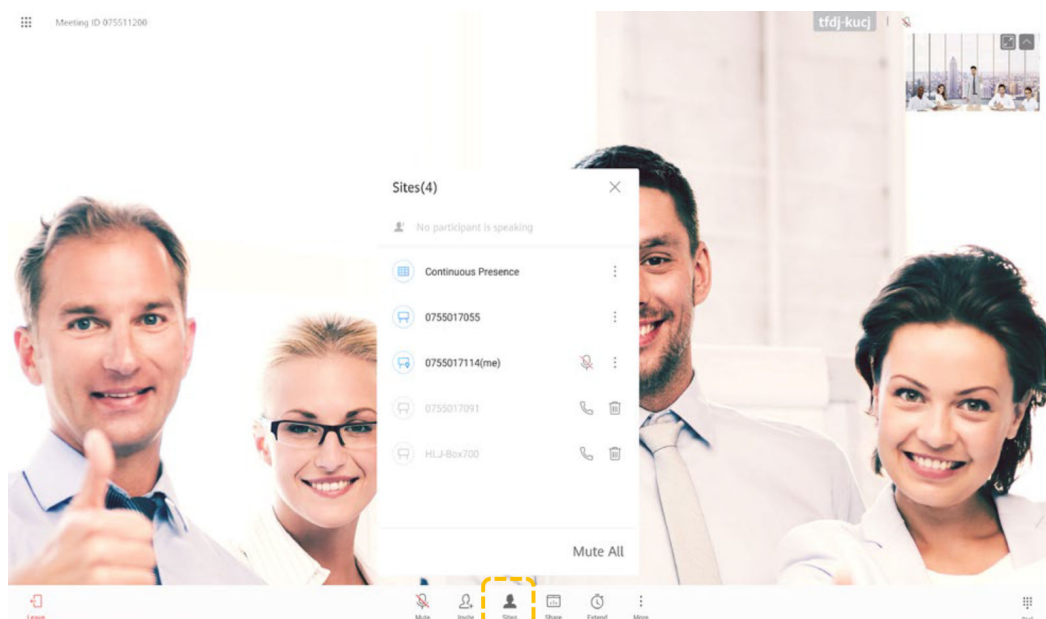 Meeting ID 075511200
tfdj-kucj
Sites(4)
No participant is speaking
Continuous Presence
0755017055
0755017114(me)
0755017091
HLJ-Box700
Mute All
Leave
Mute
Invite
Sites
Share
Extend
More